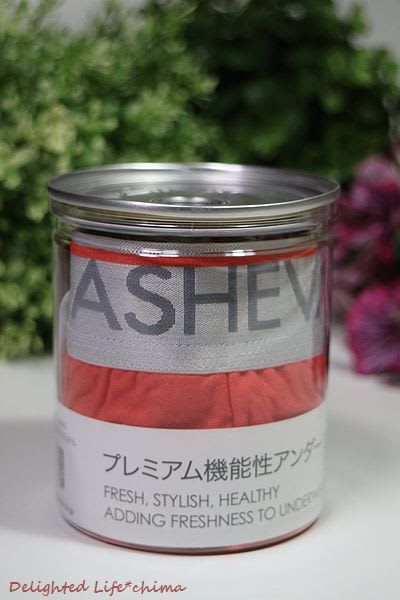 ASHEV
プレミアム機能性アンダー
FRESH, STYLISH, HEALTHY
ADDING FRESHNESS TO
Delighted Life*chima